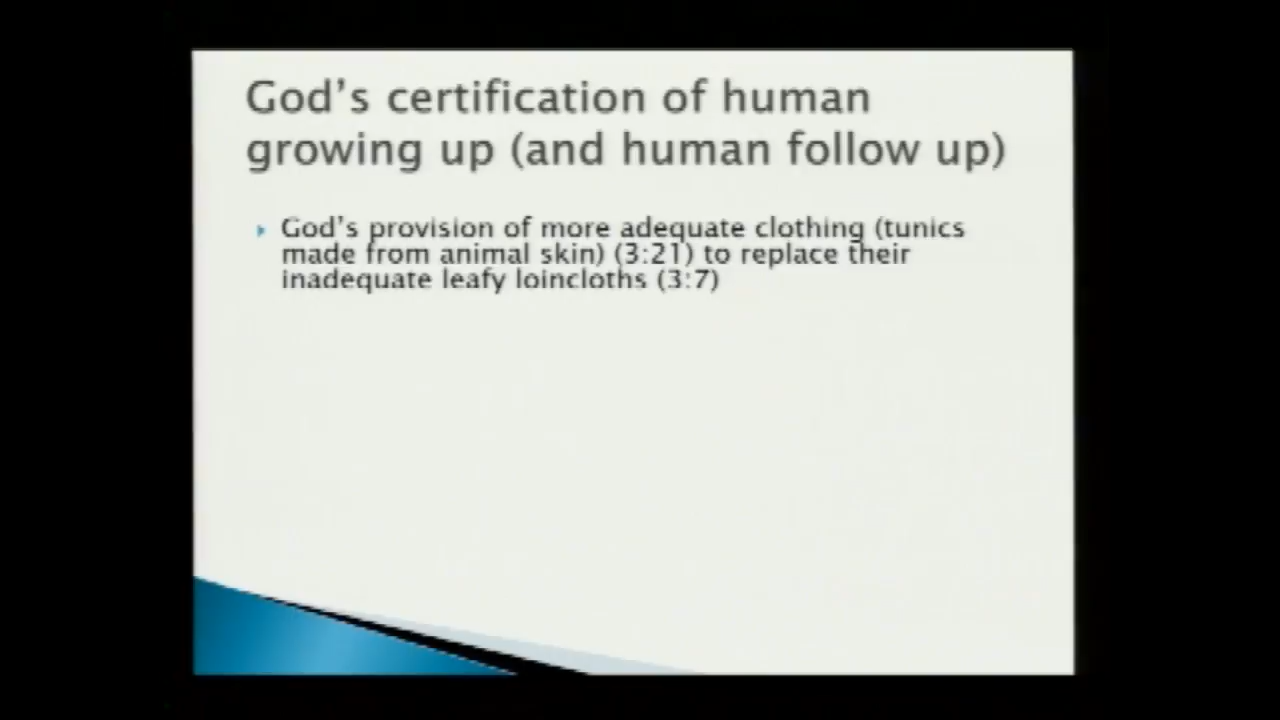 God’s certification of human
growing up (and human follow up)
God’s provision of more adequate clothing (tunics
made from animal skin) (3:21) to replace their
inadequate leafy loincloths (3:7)